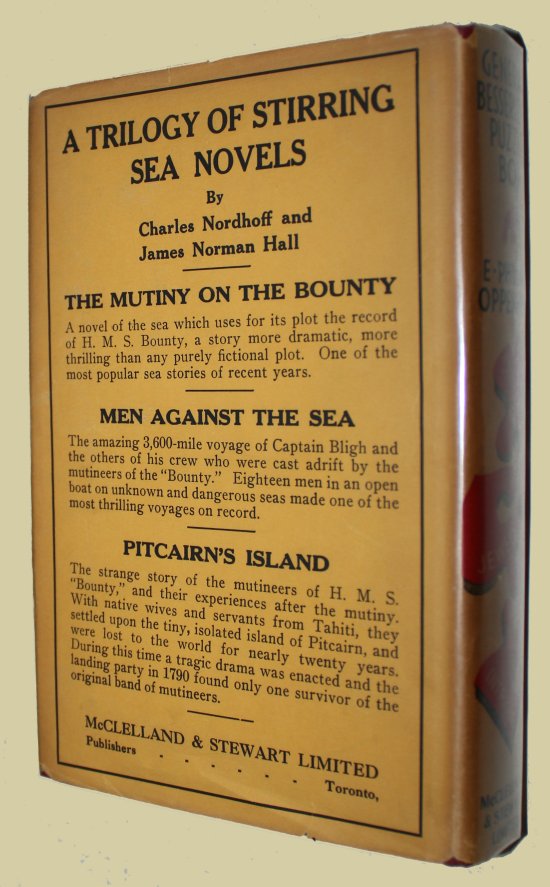 A TRILOGY OF STIRRING
SEA NOVELS
By
Charles Nordhoff and
James Norman Hall
THE MUTINY ON THE BOUNTY
A novel of the sea which uses for its plot the record
of H. M. S. Bounty, a story more dramatic, more
thrilling than any purely fictional plot. One of the
most popular sea stories of recent years.
MEN AGAINST THE SEA
The amazing 3,600-mile voyage of Captain Bligh and
the others of his crew who were cast adrift by the
mutineers of the "Bounty." Eighteen men in an open
boat on unknown and dangerous seas made one of the
most thrilling voyages on record.
PITCAIRN'S ISLAND
The strange story of the mutineers of H. M. S.
"Bounty," and their experiences after the mutiny.
With native wives and servants from Tahiti, they
settled upon the tiny, isolated island of Pitcairn, and
were lost to the world for nearly twenty years.
During this time a tragic drama was enacted and the
landing party in 1790 found only one survivor of the
original band of mutineers.
McCLELLAND & STEWART LIMITED
Publishers - - - - - - Toronto,